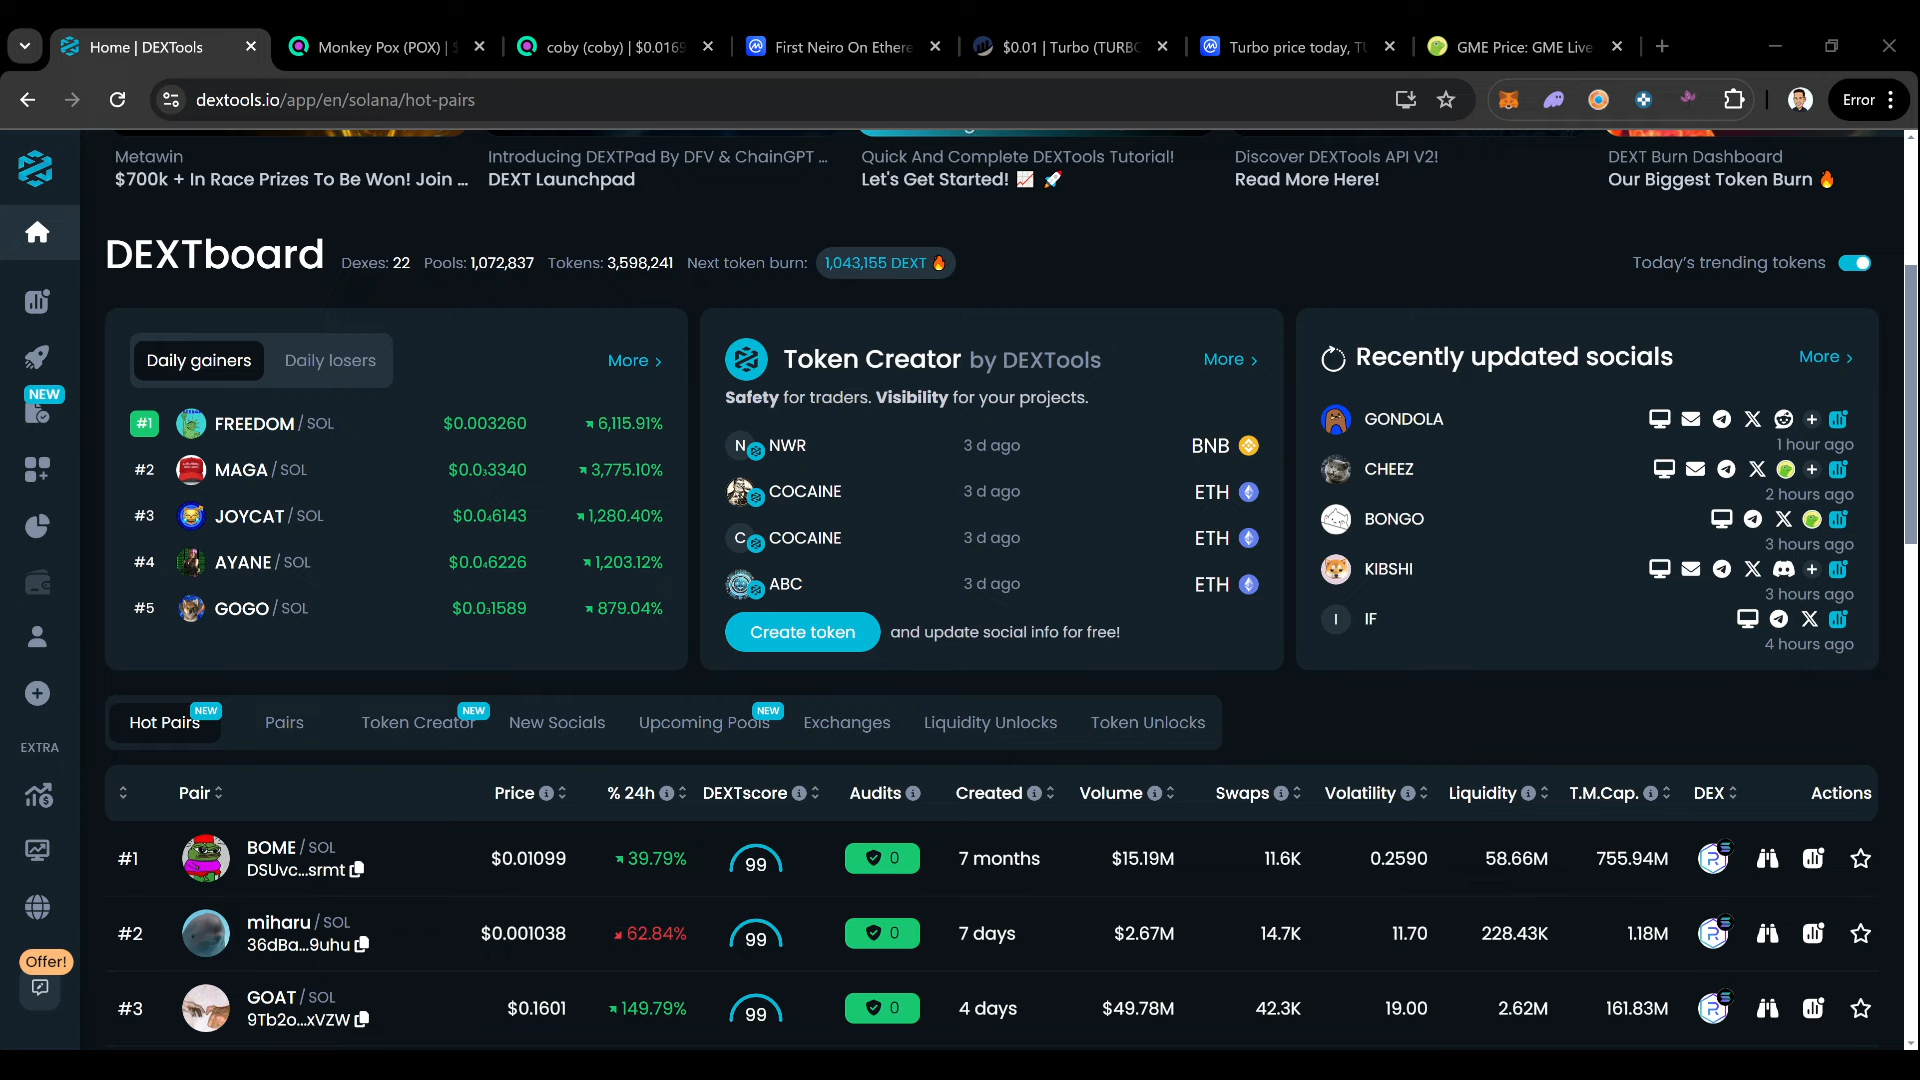 Home | DEXTools
Monkey Pox (POX) |
coby (coby) | $0.0169
First Neiro On Ethere
$0.01 | Turbo (TURBO
Turbo price today, TU
GME Price: GME Live
dextools.io/app/en/solana/hot-pairs
Error
Metawin
$700k + In Race Prizes To Be Won! Join ...
Introducing DEXTPad By DFV & ChainGPT ...
DEXT Launchpad
Quick And Complete DEXTools Tutorial!
Let's Get Started! 📈 🚀
Discover DEXTools API V2!
Read More Here!
DEXT Burn Dashboard
Our Biggest Token Burn 🔥
DEXTboard Dexes: 22 Pools: 1,072,837 Tokens: 3,598,241 Next token burn: 1,043,155 DEXT 🔥 Today's trending tokens
Daily gainers Daily losers More >
#1 FREEDOM / SOL $0.003260 6,115.91%
#2 MAGA / SOL $0.0₃3340 3,775.10%
#3 JOYCAT / SOL $0.0₄6143 1,280.40%
#4 AYANE / SOL $0.0₄6226 1,203.12%
#5 GOGO / SOL $0.0₃1589 879.04%
Token Creator by DEXTools More >
Safety for traders. Visibility for your projects.
N NWR 3 d ago BNB
COCAINE 3 d ago ETH
C COCAINE 3 d ago ETH
ABC 3 d ago ETH
Create token and update social info for free!
Recently updated socials More >
GONDOLA
1 hour ago
CHEEZ
2 hours ago
BONGO
3 hours ago
KIBSHI
3 hours ago
I IF
4 hours ago
NEW
EXTRA
Offer!
Hot Pairs NEW Pairs Token Creator NEW New Socials Upcoming Pools NEW Exchanges Liquidity Unlocks Token Unlocks
Pair Price % 24h DEXTscore Audits Created Volume Swaps Volatility Liquidity T.M.Cap. DEX Actions
#1 BOME / SOL $0.01099 39.79% 99 0 7 months $15.19M 11.6K 0.2590 58.66M 755.94M
DSUvc...srmt
#2 miharu / SOL $0.001038 62.84% 99 0 7 days $2.67M 14.7K 11.70 228.43K 1.18M
36dBa...9uhu
#3 GOAT / SOL $0.1601 149.79% 99 0 4 days $49.78M 42.3K 19.00 2.62M 161.83M
9Tb2o...xVZW